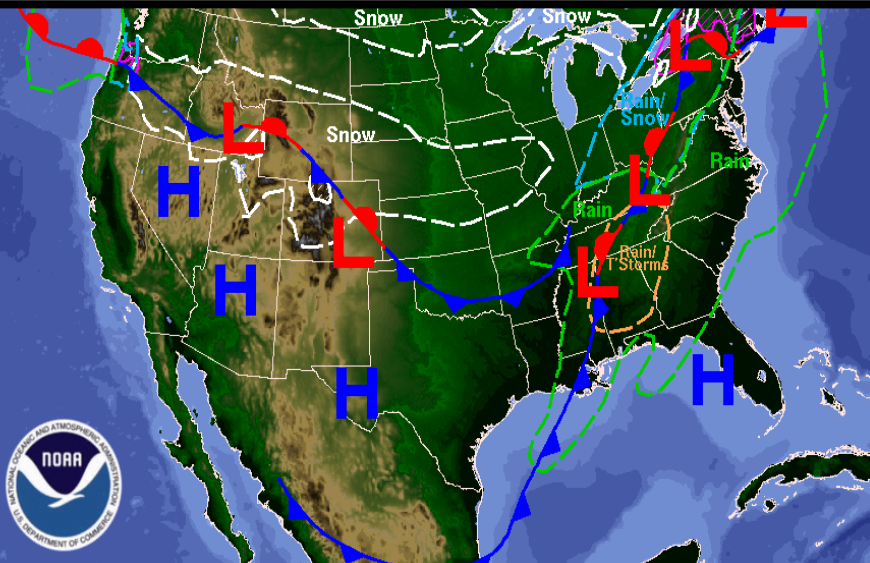 Snow
Snow
L
L
Rain/
Snow
L
Snow
Rain
H
L
Rain
L
Rain/
T'Storms
L
H
H
H
NOAA
NATIONAL OCEANIC AND ATMOSPHERIC ADMINISTRATION
U.S. DEPARTMENT OF COMMERCE